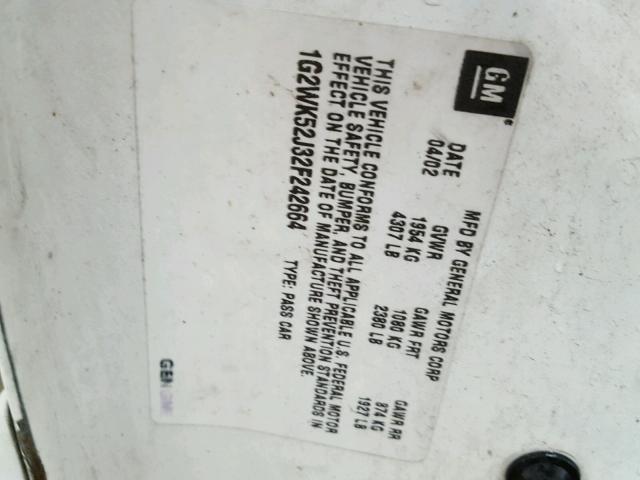 GM
MFD BY GENERAL MOTORS CORP
DATE GVWR GAWR FRT GAWR RR
04/02 1954 KG 1080 KG 874 KG
4307 LB 2380 LB 1927 LB
THIS VEHICLE CONFORMS TO ALL APPLICABLE U.S. FEDERAL MOTOR
VEHICLE SAFETY, BUMPER, AND THEFT PREVENTION STANDARDS IN
EFFECT ON THE DATE OF MANUFACTURE SHOWN ABOVE.
1G2WK52J32F242664 TYPE: PASS CAR